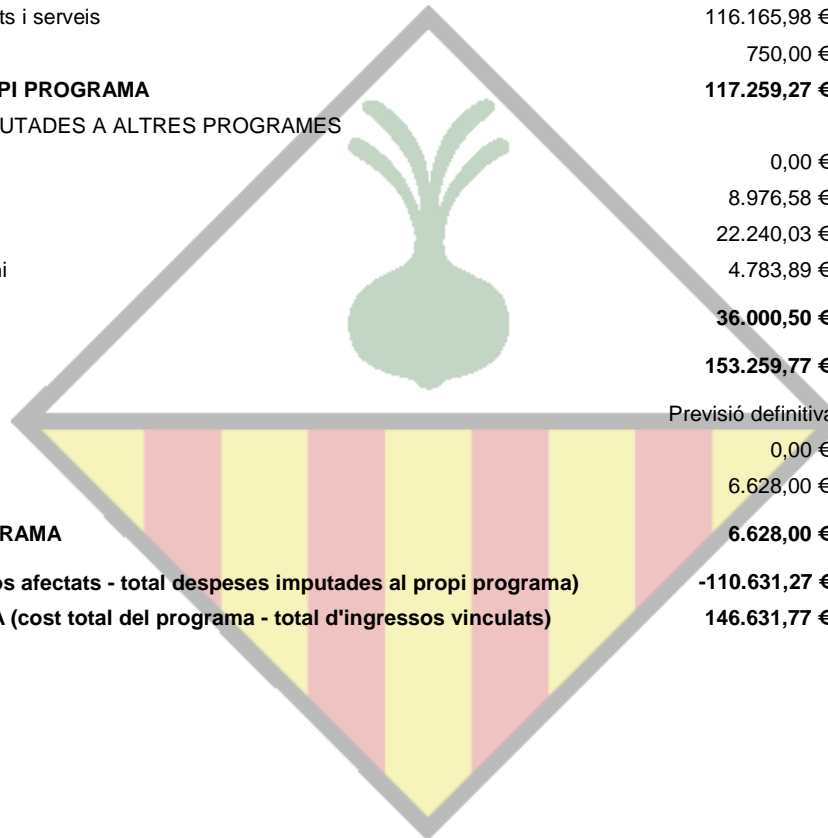 ts i serveis 116.165,98 €
750,00 €
PI PROGRAMA 117.259,27 €
UTADES A ALTRES PROGRAMES
0,00 €
8.976,58 €
22.240,03 €
ni 4.783,89 €
36.000,50 €
153.259,77 €
Previsió definitiva
0,00 €
6.628,00 €
RAMA 6.628,00 €
os afectats - total despeses imputades al propi programa) -110.631,27 €
A (cost total del programa - total d'ingressos vinculats) 146.631,77 €